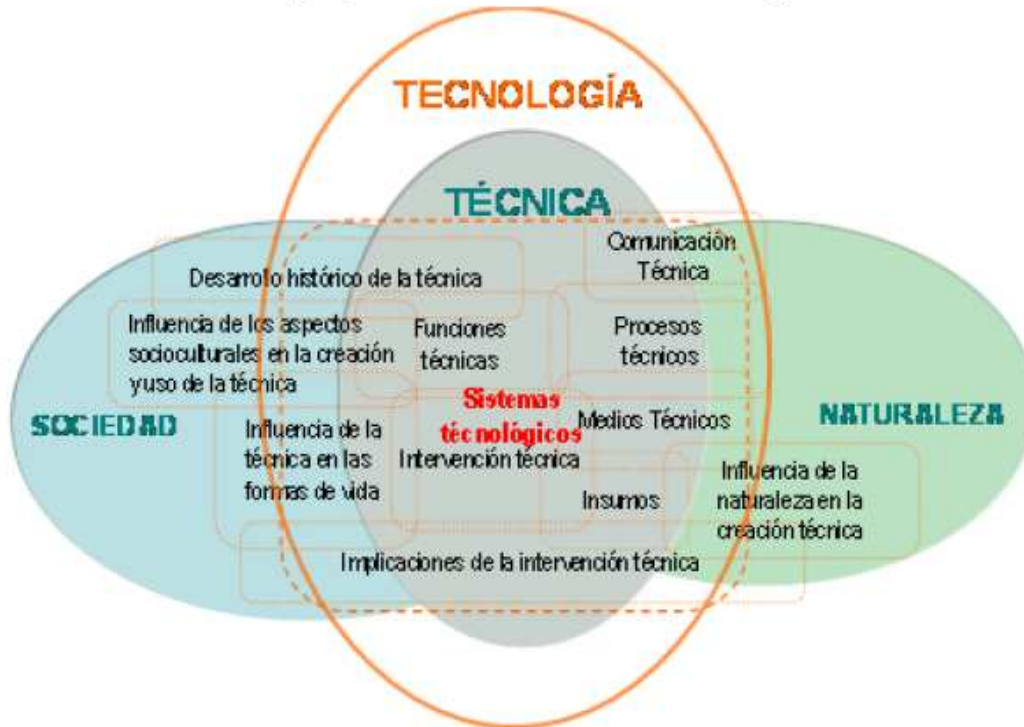 TECNOLOGÍA
TÉCNICA
Comunicación
Técnica
Desarrollo histórico de la técnica
Influencia de los aspectos
socioculturales en la creación
y uso de la técnica
Funciones
técnicas
Procesos
técnicos
Sistemas
técnológicos
SOCIEDAD
NATURALEZA
Medios Técnicos
Influencia de la
técnica en las
formas de vida
Intervención técnica
Insumos
Influencia de la
naturaleza en la
creación técnica
Implicaciones de la intervención técnica